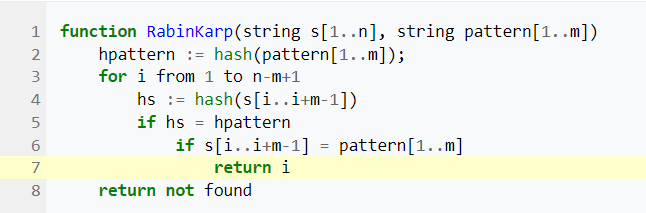 1 function RabinKarp(string s[1..n], string pattern[1..m])
2     hpattern := hash(pattern[1..m]);
3     for i from 1 to n-m+1
4         hs := hash(s[i..i+m-1])
5         if hs = hpattern
6             if s[i..i+m-1] = pattern[1..m]
7                 return i
8     return not found